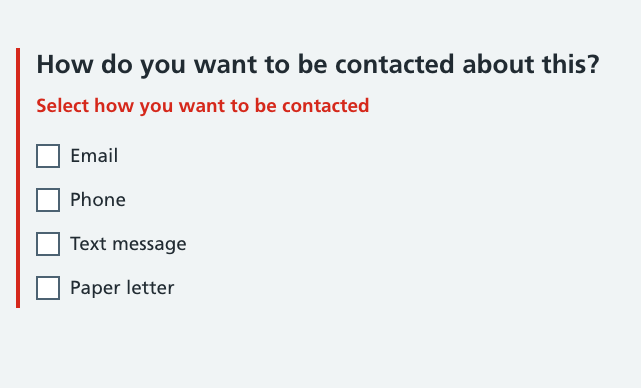 How do you want to be contacted about this?
Select how you want to be contacted
Email
Phone
Text message
Paper letter